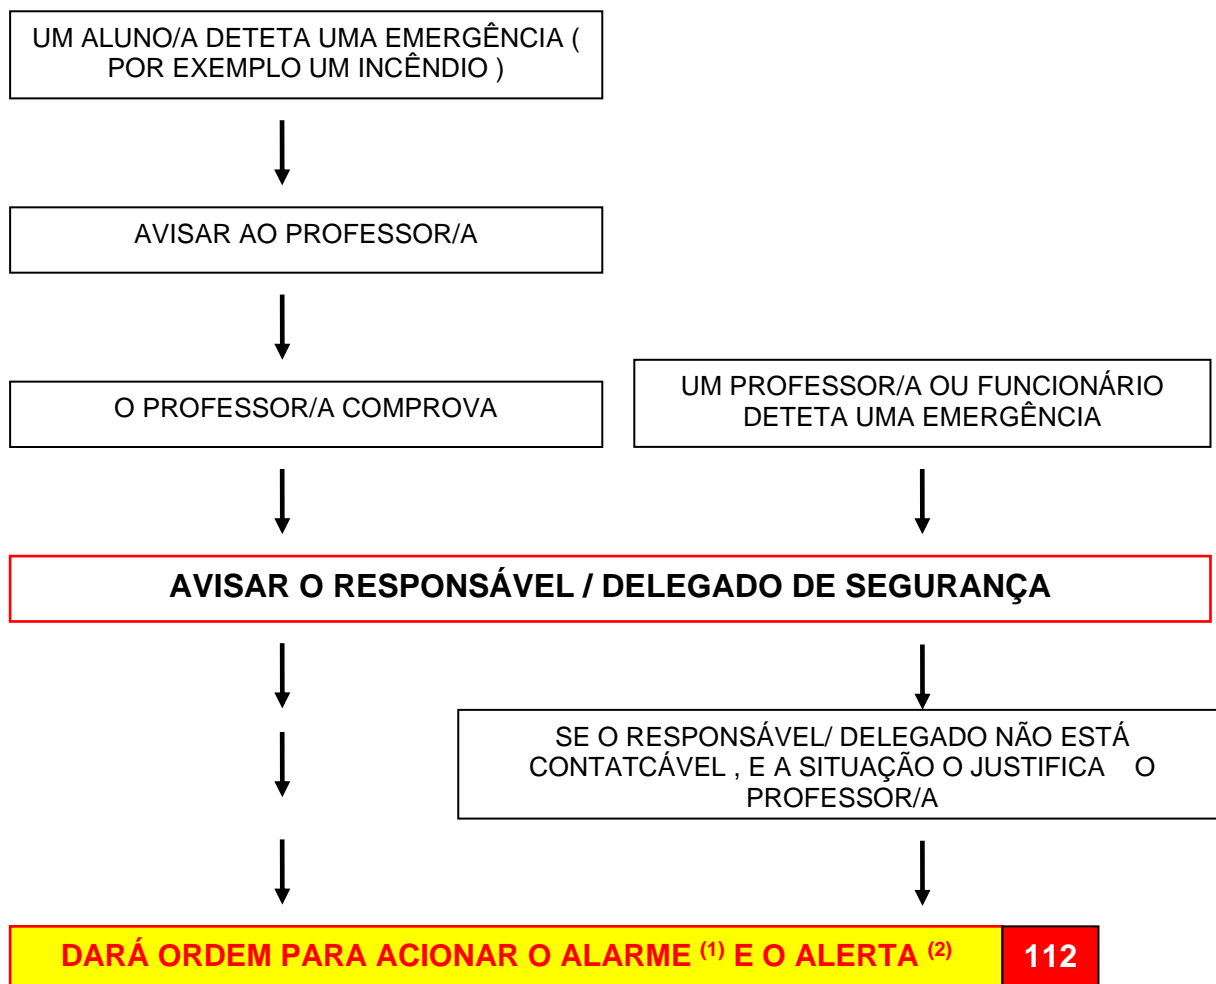 UM ALUNO/A DETETA UMA EMERGÊNCIA (
POR EXEMPLO UM INCÊNDIO )
AVISAR AO PROFESSOR/A
O PROFESSOR/A COMPROVA
UM PROFESSOR/A OU FUNCIONÁRIO
DETETA UMA EMERGÊNCIA
AVISAR O RESPONSÁVEL / DELEGADO DE SEGURANÇA
SE O RESPONSÁVEL/ DELEGADO NÃO ESTÁ
CONTATCÁVEL , E A SITUAÇÃO O JUSTIFICA O
PROFESSOR/A
DARÁ ORDEM PARA ACIONAR O ALARME (1) E O ALERTA (2) 112